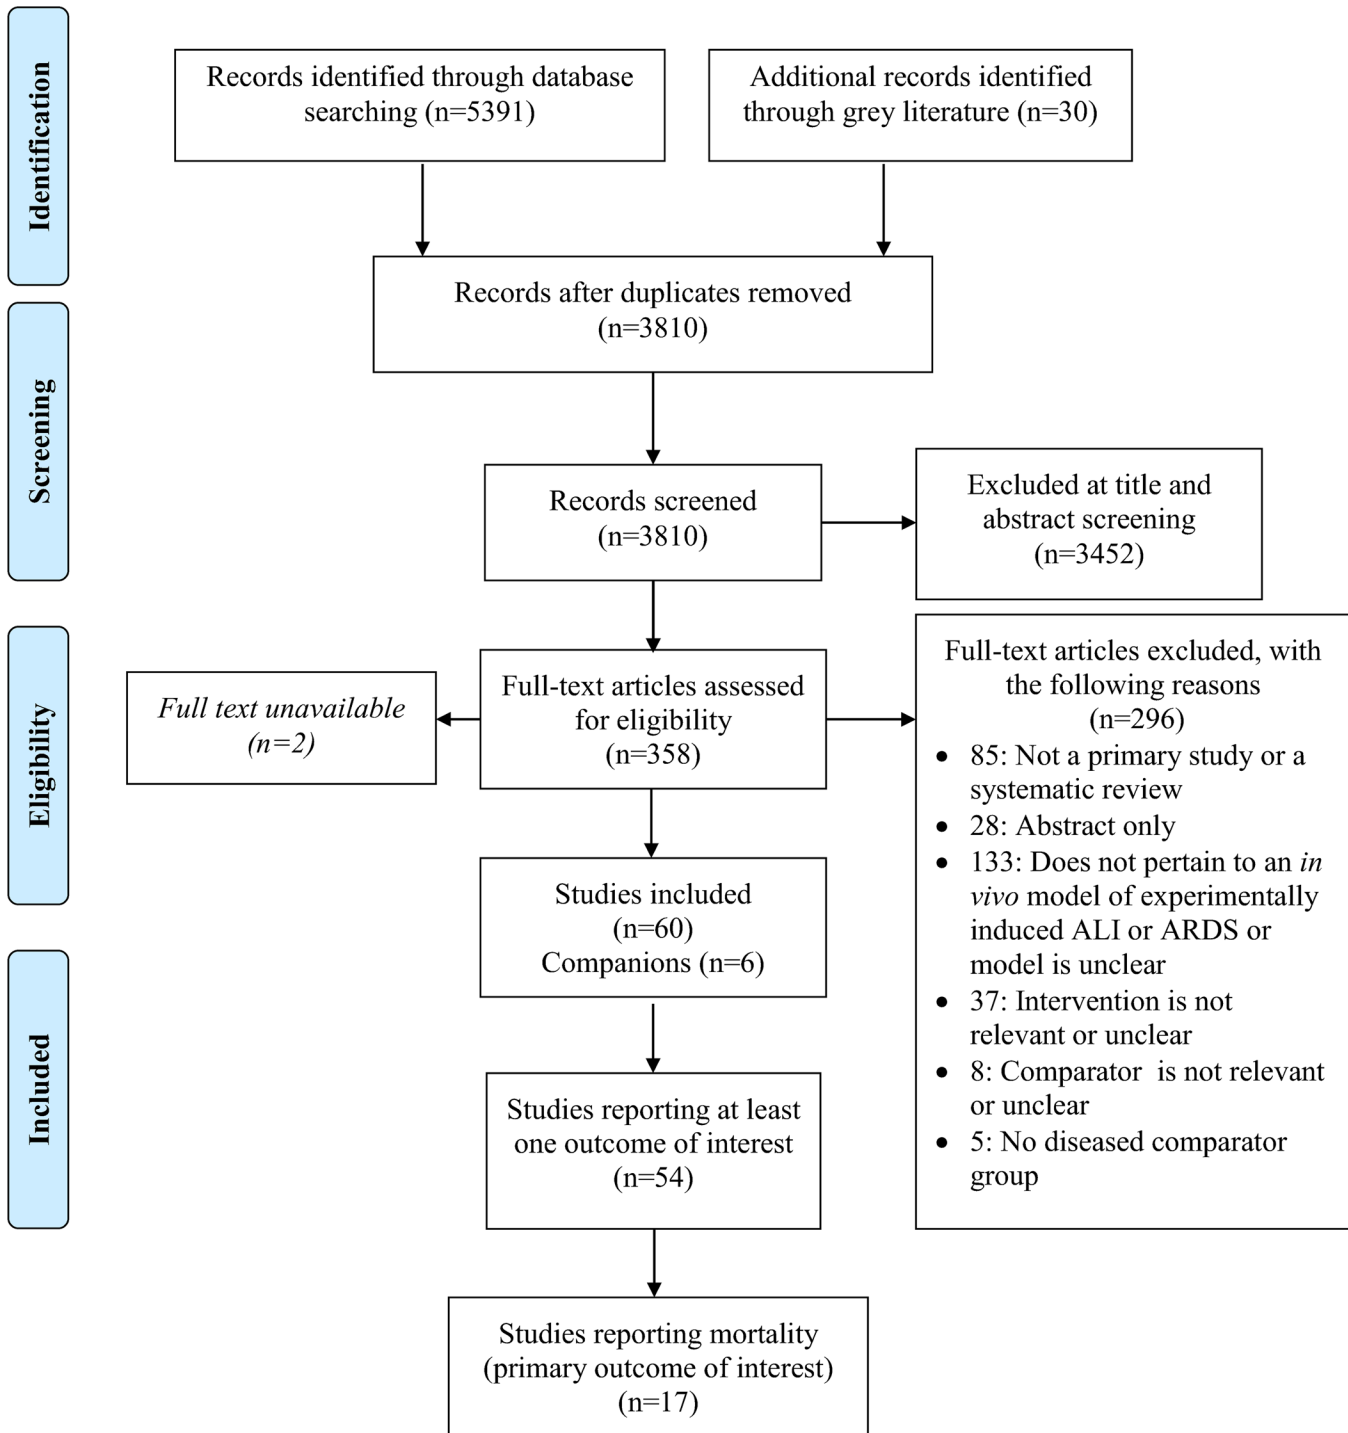 Identification
Records identified through database
searching (n=5391)
Additional records identified
through grey literature (n=30)
Records after duplicates removed
(n=3810)
Screening
Records screened
(n=3810)
Excluded at title and
abstract screening
(n=3452)
Eligibility
Full text unavailable
(n=2)
Full-text articles assessed
for eligibility
(n=358)
Full-text articles excluded, with
the following reasons
(n=296)
• 85: Not a primary study or a
systematic review
• 28: Abstract only
• 133: Does not pertain to an in
vivo model of experimentally
induced ALI or ARDS or
model is unclear
• 37: Intervention is not
relevant or unclear
• 8: Comparator is not relevant
or unclear
• 5: No diseased comparator
group
Studies included
(n=60)
Companions (n=6)
Included
Studies reporting at least
one outcome of interest
(n=54)
Studies reporting mortality
(primary outcome of interest)
(n=17)